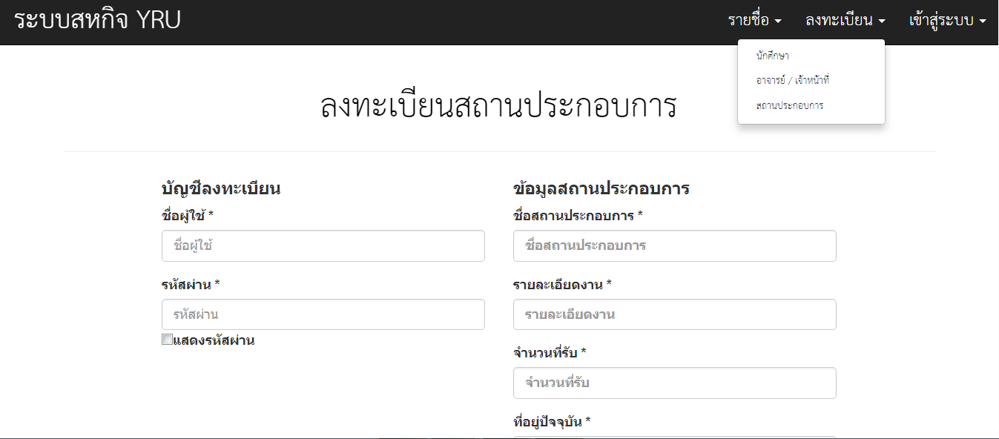 ระบบสหกิจ YRU
รายชื่อ ลงทะเบียน เข้าสู่ระบบ
นักศึกษา
อาจารย์ / เจ้าหน้าที่
สถานประกอบการ
ลงทะเบียนสถานประกอบการ
บัญชีลงทะเบียน
ชื่อผู้ใช้ *
ชื่อผู้ใช้
รหัสผ่าน *
รหัสผ่าน
แสดงรหัสผ่าน
ข้อมูลสถานประกอบการ
ชื่อสถานประกอบการ *
ชื่อสถานประกอบการ
รายละเอียดงาน *
รายละเอียดงาน
จำนวนที่รับ *
จำนวนที่รับ
ที่อยู่ปัจจุบัน *